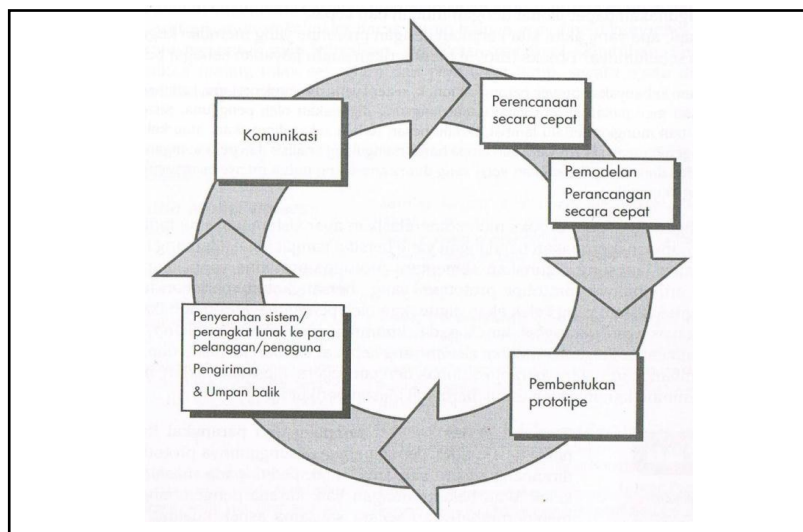 Komunikasi
Perencanaan
secara cepat
Pemodelan
Perancangan
secara cepat
Pembentukan
prototipe
Penyerahan sistem/
perangkat lunak ke para
pelanggan/pengguna
Pengiriman
& Umpan balik